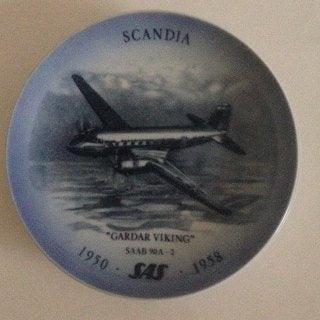 SCANDIA
"GARDAR VIKING"
SAAB 90A - 2
1950 · SAS · 1958